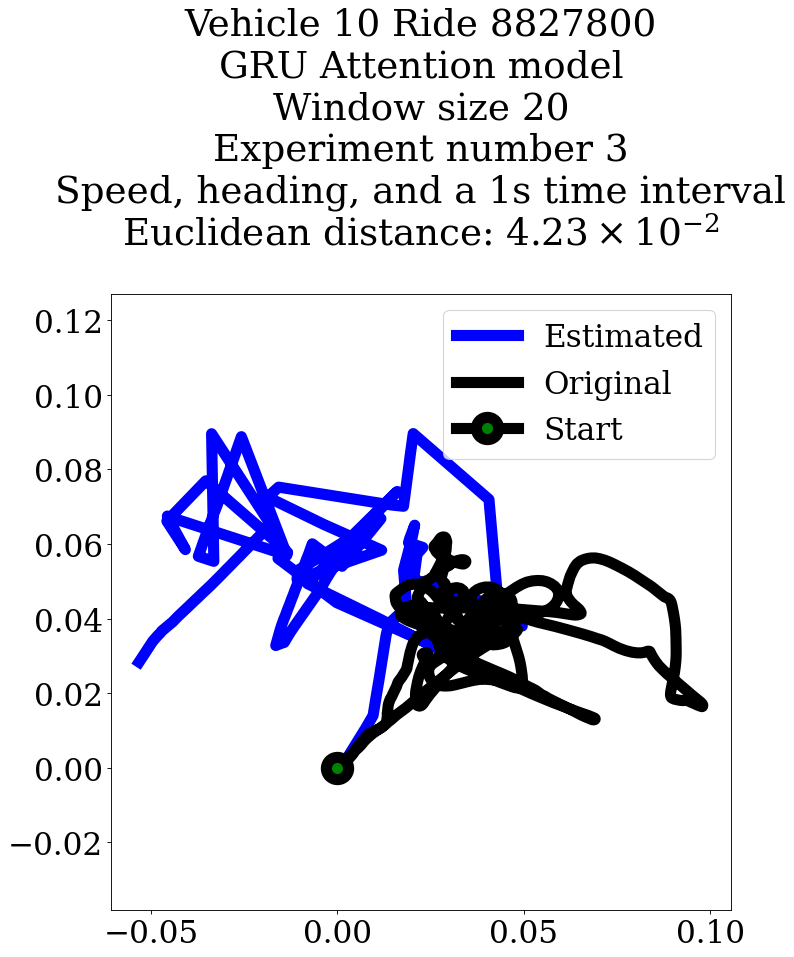 Vehicle 10 Ride 8827800
GRU Attention model
Window size 20
Experiment number 3
Speed, heading, and a 1s time interval
Euclidean distance: 4.23 × 10⁻²
Estimated
Original
Start
0.12
0.10
0.08
0.06
0.04
0.02
0.00
−0.02
−0.05 0.00 0.05 0.10